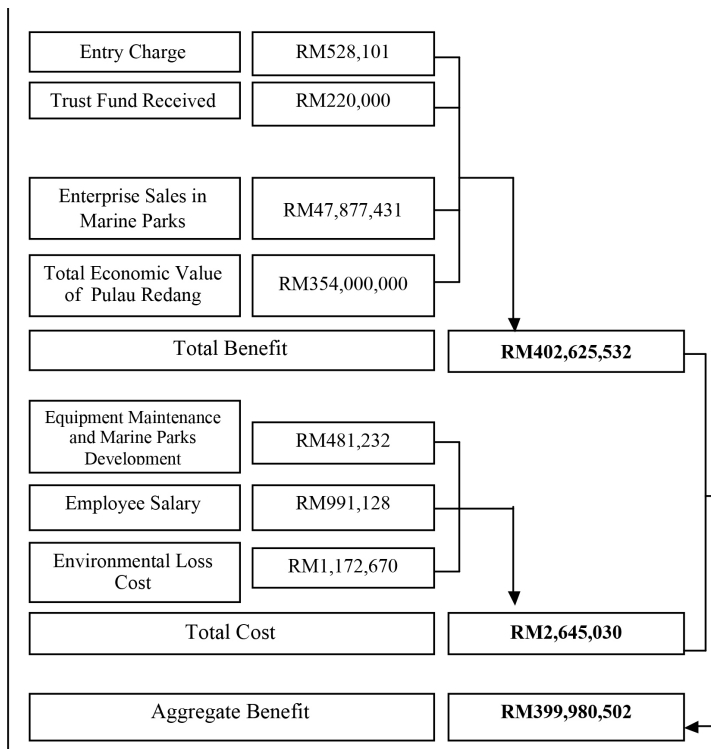 Entry Charge
RM528,101
Trust Fund Received
RM220,000
Enterprise Sales in
Marine Parks
RM47,877,431
Total Economic Value
of Pulau Redang
RM354,000,000
Total Benefit
RM402,625,532
Equipment Maintenance
and Marine Parks
Development
RM481,232
Employee Salary
RM991,128
Environmental Loss
Cost
RM1,172,670
Total Cost
RM2,645,030
Aggregate Benefit
RM399,980,502